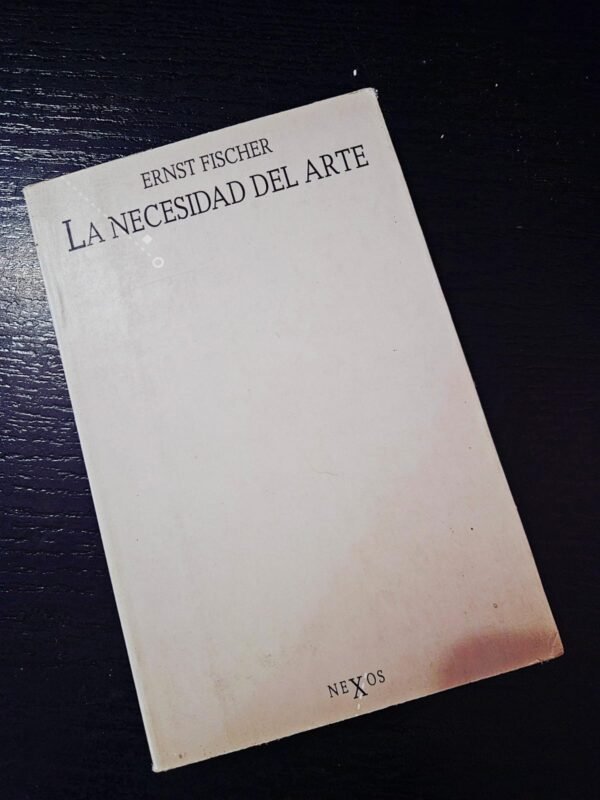 ERNST FISCHER
LA NECESIDAD DEL ARTE
NEXOS